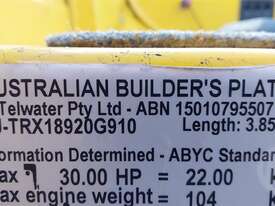 AUSTRALIAN BUILDER'S PLAT
Telwater Pty Ltd - ABN 15010795507
U-TRX18920G910 Length: 3.85
formation Determined - ABYC Standar
ax 30.00 HP = 22.00 k
ax engine weight = 104 k